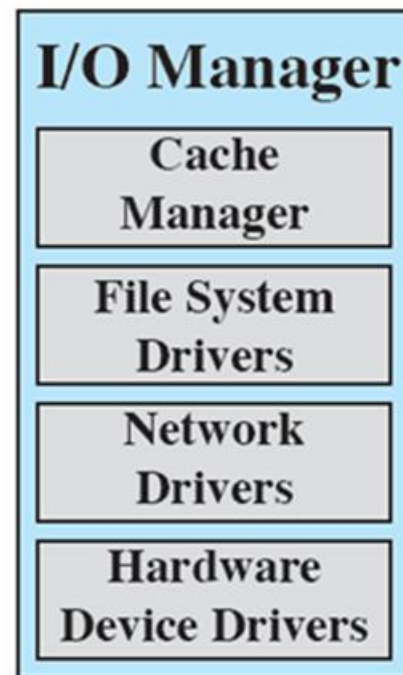 I/O Manager
Cache
Manager
File System
Drivers
Network
Drivers
Hardware
Device Drivers